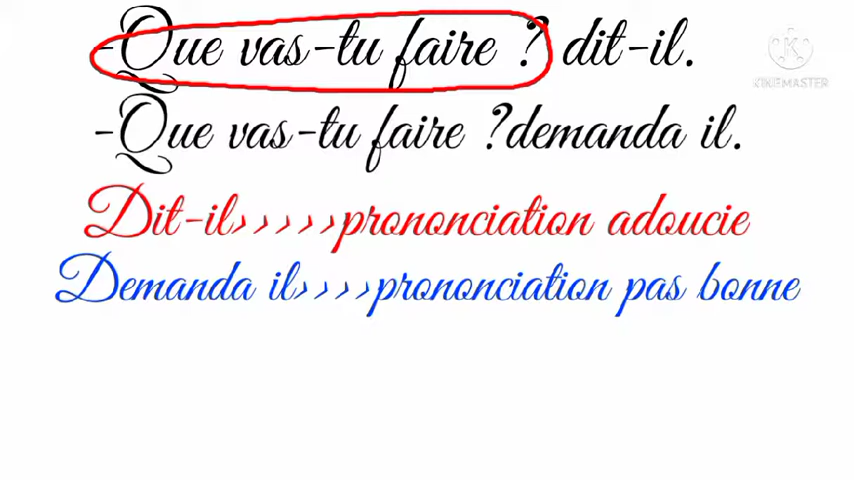 -Que vas-tu faire ? dit-il.
KINEMASTER
-Que vas-tu faire ?demanda il.
Dit-il>>>>>prononciation adoucie
Demanda il>>>>prononciation pas bonne